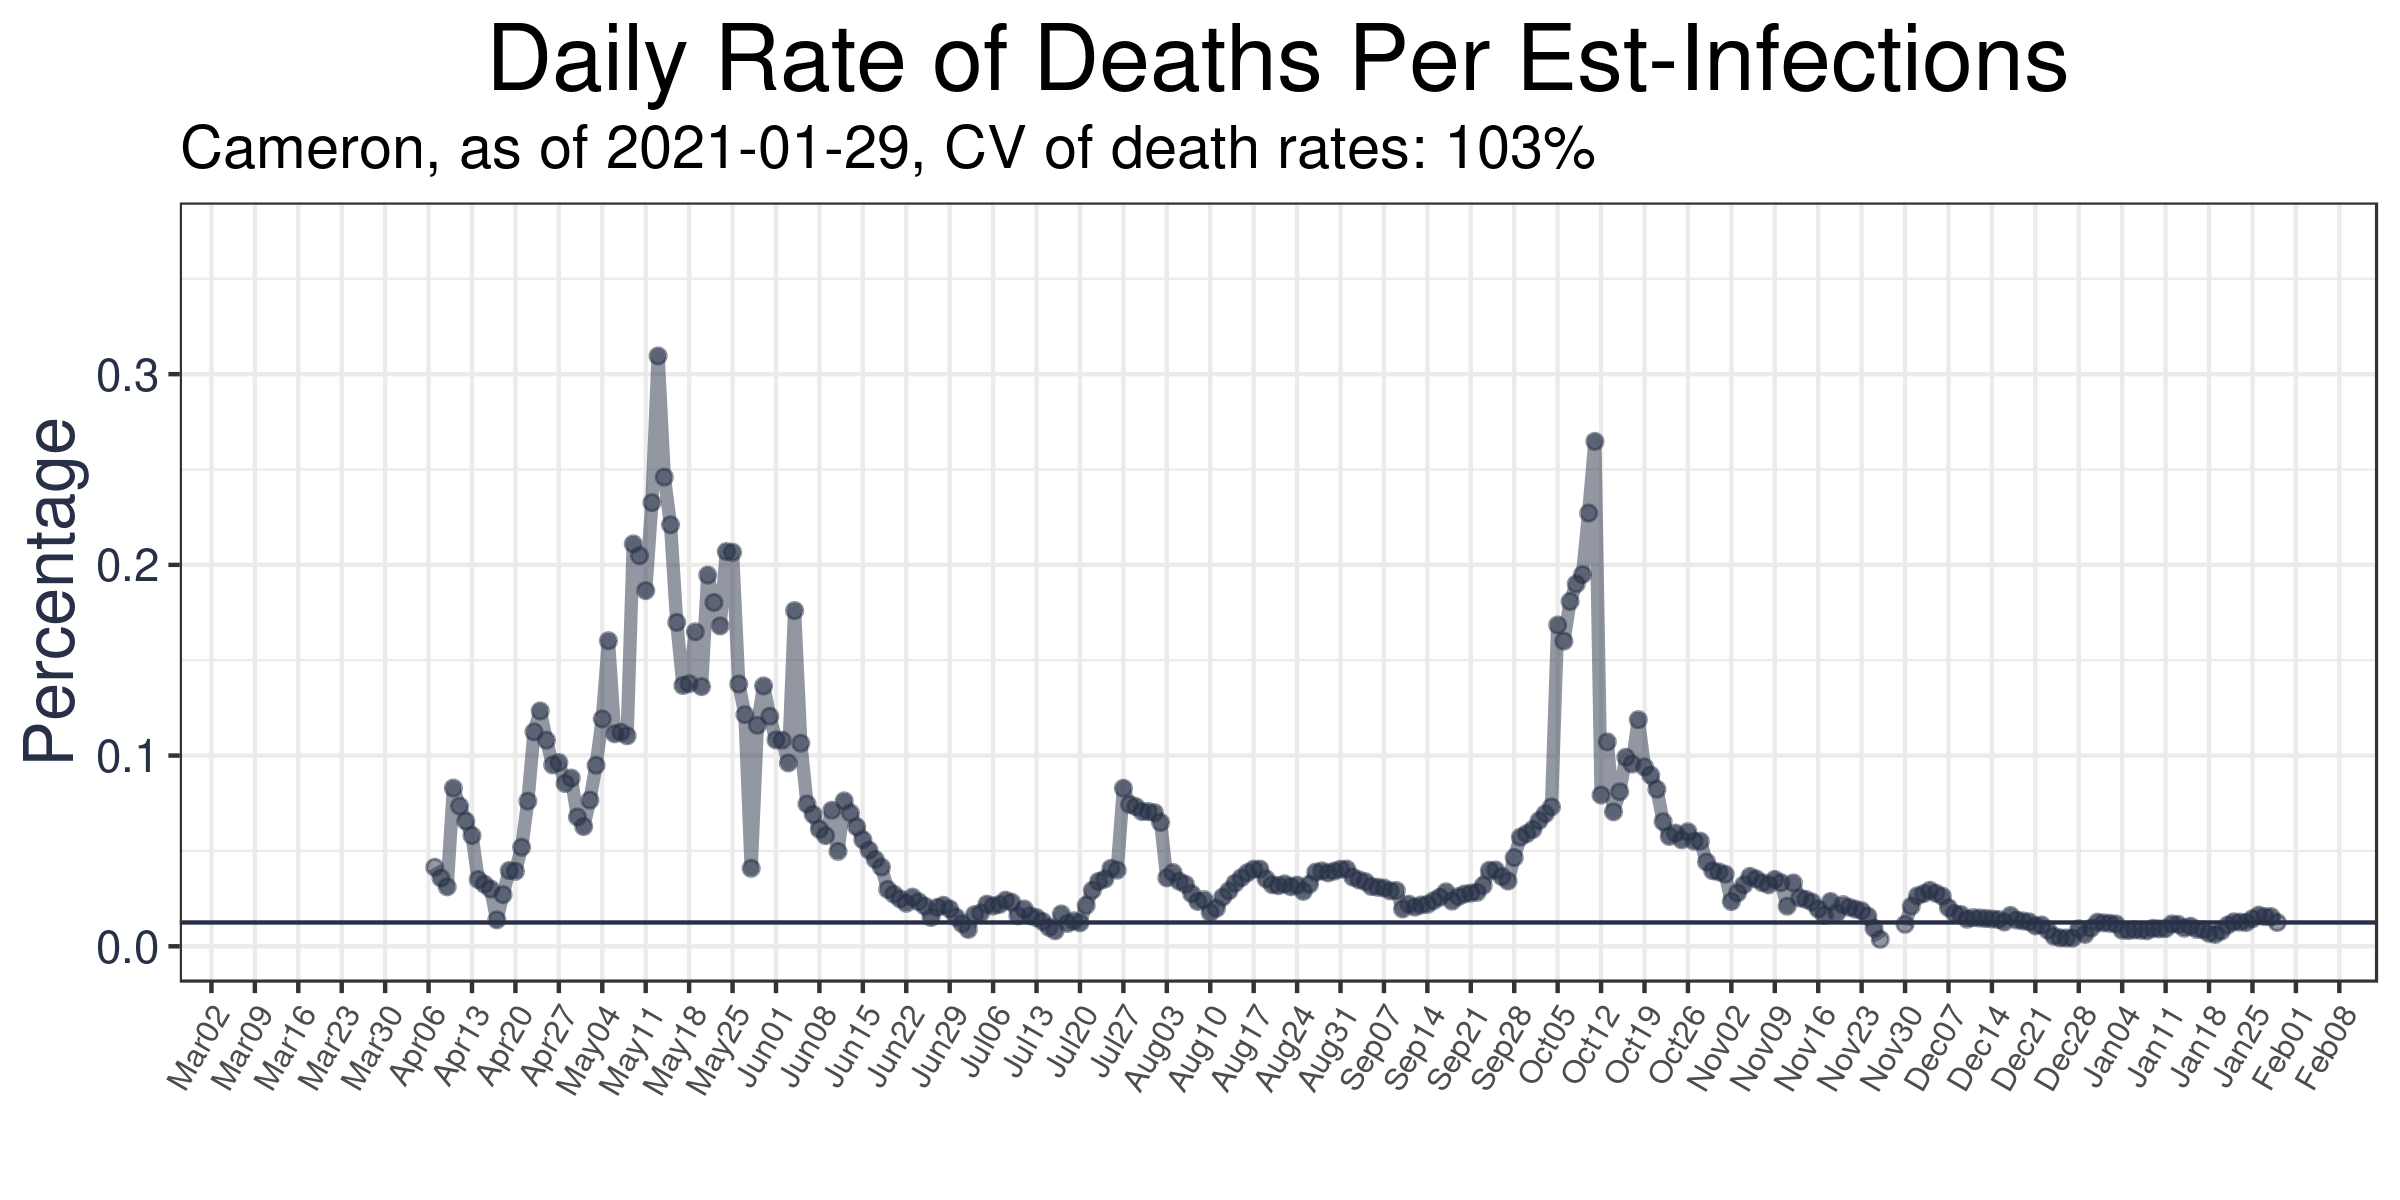 Daily Rate of Deaths Per Est-Infections
Cameron, as of 2021-01-29, CV of death rates: 103%
Percentage
0.3
0.2
0.1
0.0
Mar02
Mar09
Mar16
Mar23
Mar30
Apr06
Apr13
Apr20
Apr27
May04
May11
May18
May25
Jun01
Jun08
Jun15
Jun22
Jun29
Jul06
Jul13
Jul20
Jul27
Aug03
Aug10
Aug17
Aug24
Aug31
Sep07
Sep14
Sep21
Sep28
Oct05
Oct12
Oct19
Oct26
Nov02
Nov09
Nov16
Nov23
Nov30
Dec07
Dec14
Dec21
Dec28
Jan04
Jan11
Jan18
Jan25
Feb01
Feb08